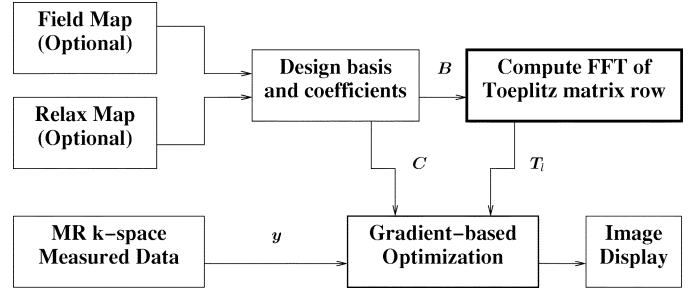 Field Map
(Optional)
Relax Map
(Optional)
Design basis
and coefficients
B
Compute FFT of
Toeplitz matrix row
C
T_l
MR k-space
Measured Data
y
Gradient-based
Optimization
Image
Display